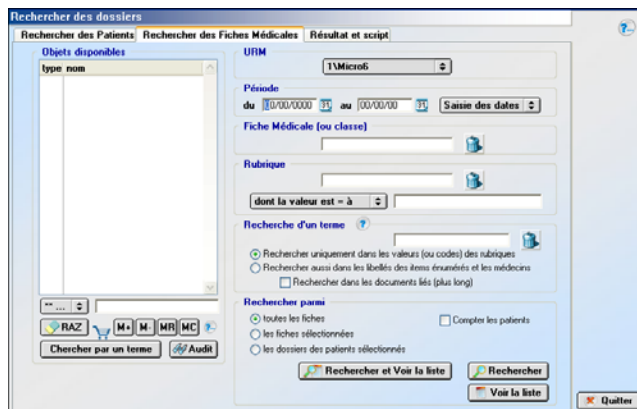 Rechercher des dossiers
Rechercher des Patients
Rechercher des Fiches Médicales
Résultat et script
Objets disponibles
type nom
"" ...
RAZ
M+
M-
MR
MC
Chercher par un terme
Audit
URM
1\Micro6
Période
du 00/00/0000 au 00/00/00
Saisie des dates
Fiche Médicale (ou classe)
Rubrique
dont la valeur est = à
Recherche d'un terme
Rechercher uniquement dans les valeurs (ou codes) des rubriques
Rechercher aussi dans les libellés des items énumérés et les médecins
Rechercher dans les documents liés (plus long)
Rechercher parmi
toutes les fiches
Compter les patients
les fiches sélectionnées
les dossiers des patients sélectionnés
Rechercher et Voir la liste
Rechercher
Voir la liste
Quitter